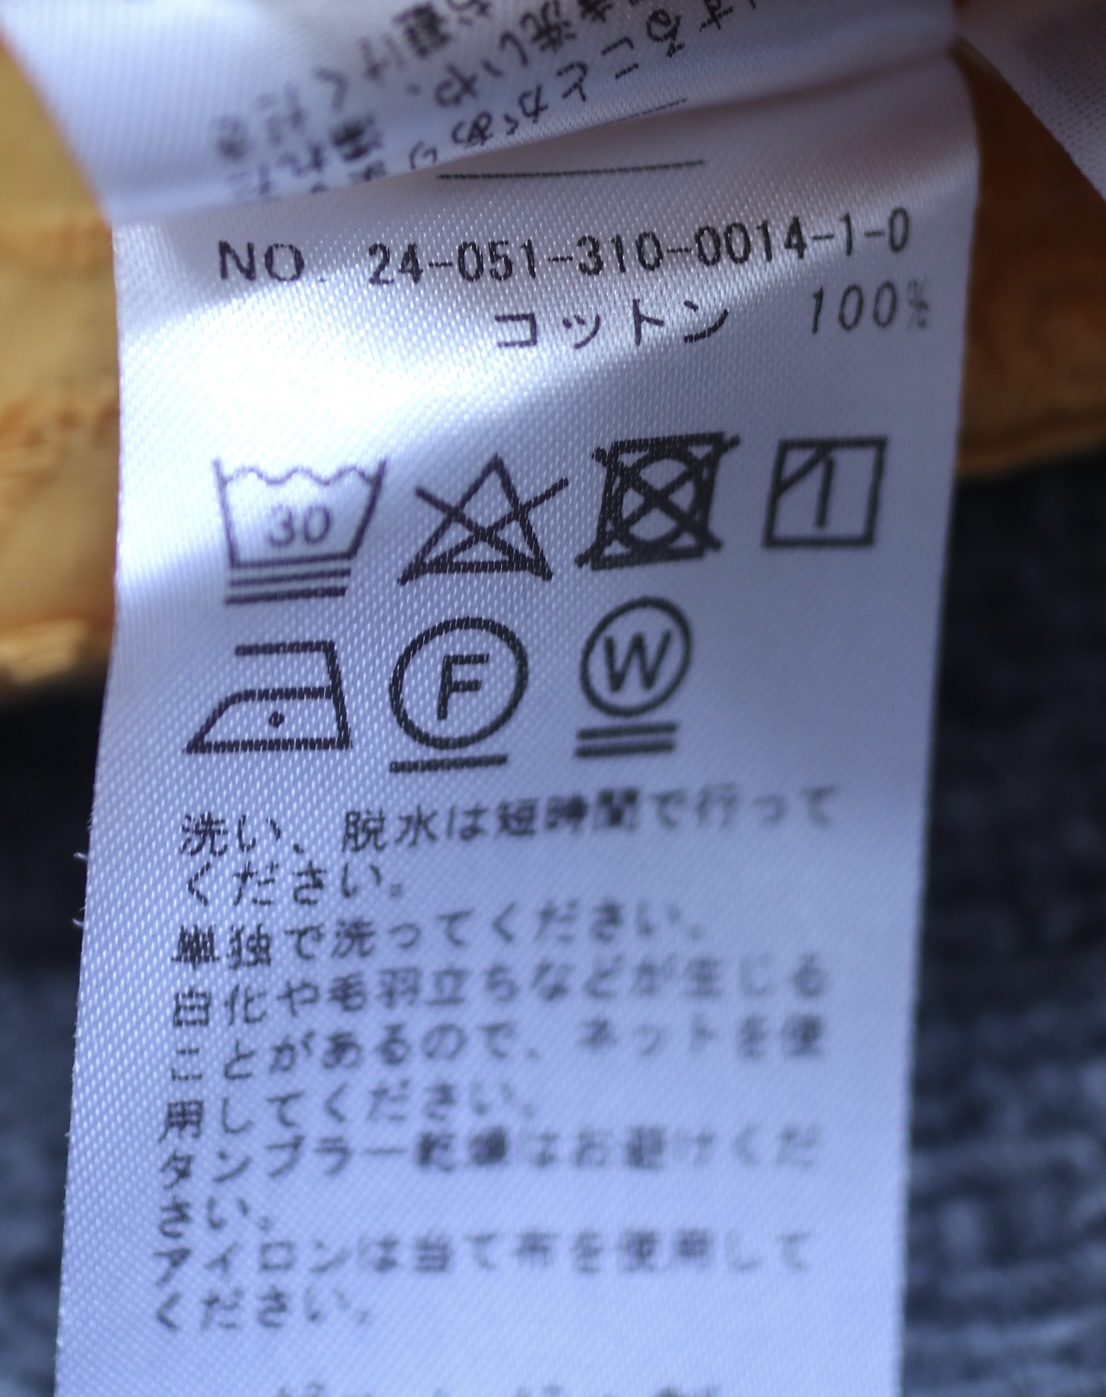 NO. 24-051-310-0014-1-0
コットン 100%
30
F
W
洗い、脱水は短時間で行って
ください。
単独で洗ってください。
白化や毛羽立ちなどが生じる
ことがあるので、ネットを使
用してください。
タンブラー乾燥はお避けくだ
さい。
アイロンは当て布を使用して
ください。